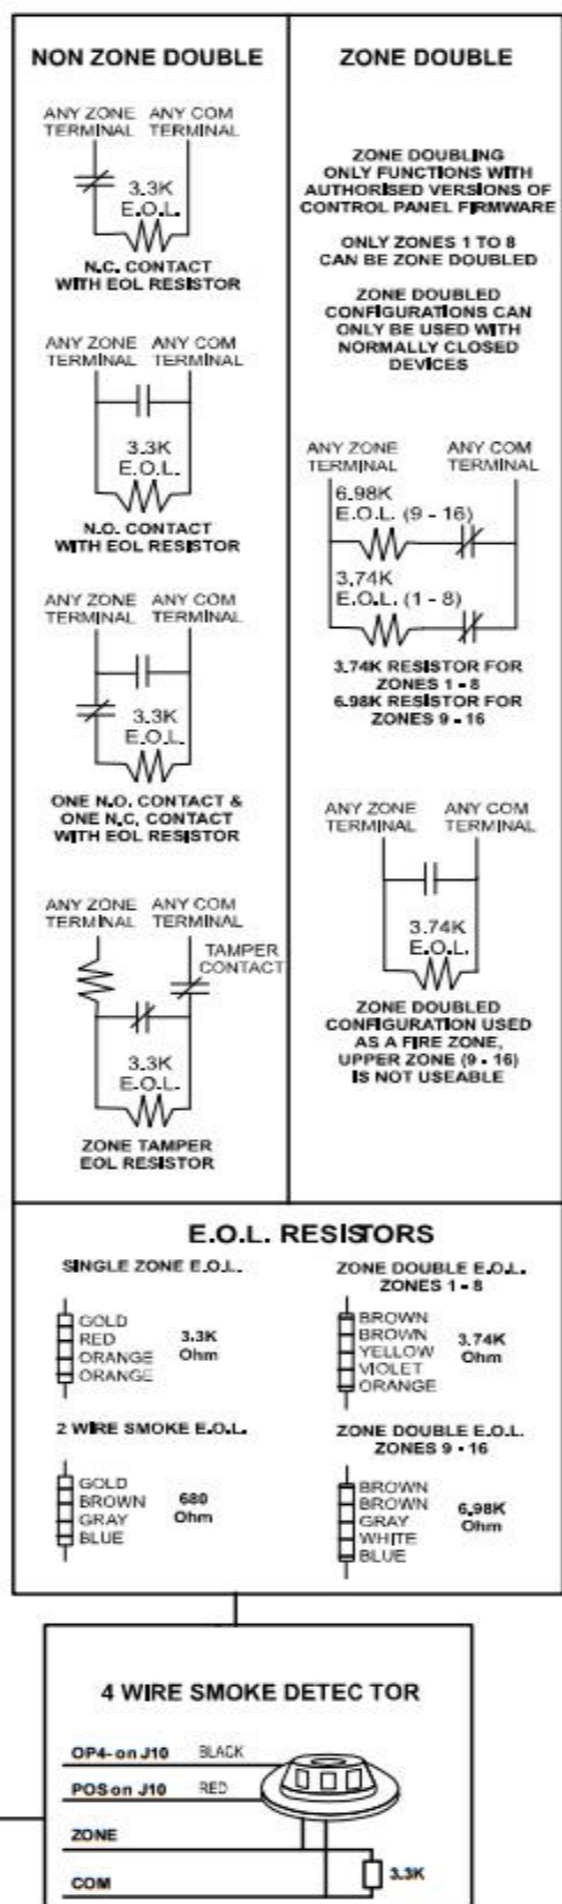 NON ZONE DOUBLE
ANY ZONE ANY COM
TERMINAL TERMINAL
3.3K
E.O.L.
N.C. CONTACT
WITH EOL RESISTOR
ANY ZONE ANY COM
TERMINAL TERMINAL
3.3K
E.O.L.
N.O. CONTACT
WITH EOL RESISTOR
ANY ZONE ANY COM
TERMINAL TERMINAL
3.3K
E.O.L.
ONE N.O. CONTACT &
ONE N.C. CONTACT
WITH EOL RESISTOR
ANY ZONE ANY COM
TERMINAL TERMINAL
TAMPER
CONTACT
3.3K
E.O.L.
ZONE TAMPER
EOL RESISTOR
ZONE DOUBLE
ZONE DOUBLING
ONLY FUNCTIONS WITH
AUTHORISED VERSIONS OF
CONTROL PANEL FIRMWARE
ONLY ZONES 1 TO 8
CAN BE ZONE DOUBLED
ZONE DOUBLED
CONFIGURATIONS CAN
ONLY BE USED WITH
NORMALLY CLOSED
DEVICES
ANY ZONE ANY COM
TERMINAL TERMINAL
6.98K
E.O.L. (9 - 16)
3.74K
E.O.L. (1 - 8)
3.74K RESISTOR FOR
ZONES 1 - 8
6.98K RESISTOR FOR
ZONES 9 - 16
ANY ZONE ANY COM
TERMINAL TERMINAL
3.74K
E.O.L.
ZONE DOUBLED
CONFIGURATION USED
AS A FIRE ZONE,
UPPER ZONE (9 - 16)
IS NOT USEABLE
E.O.L. RESISTORS
SINGLE ZONE E.O.L.
GOLD
RED
ORANGE
ORANGE
3.3K
Ohm
ZONE DOUBLE E.O.L.
ZONES 1 - 8
BROWN
BROWN
YELLOW
VIOLET
ORANGE
3.74K
Ohm
2 WIRE SMOKE E.O.L.
GOLD
BROWN
GRAY
BLUE
680
Ohm
ZONE DOUBLE E.O.L.
ZONES 9 - 16
BROWN
BROWN
GRAY
WHITE
BLUE
6.98K
Ohm
4 WIRE SMOKE DETEC TOR
OP4- on J10 BLACK
POS on J10 RED
ZONE
COM
3.3K